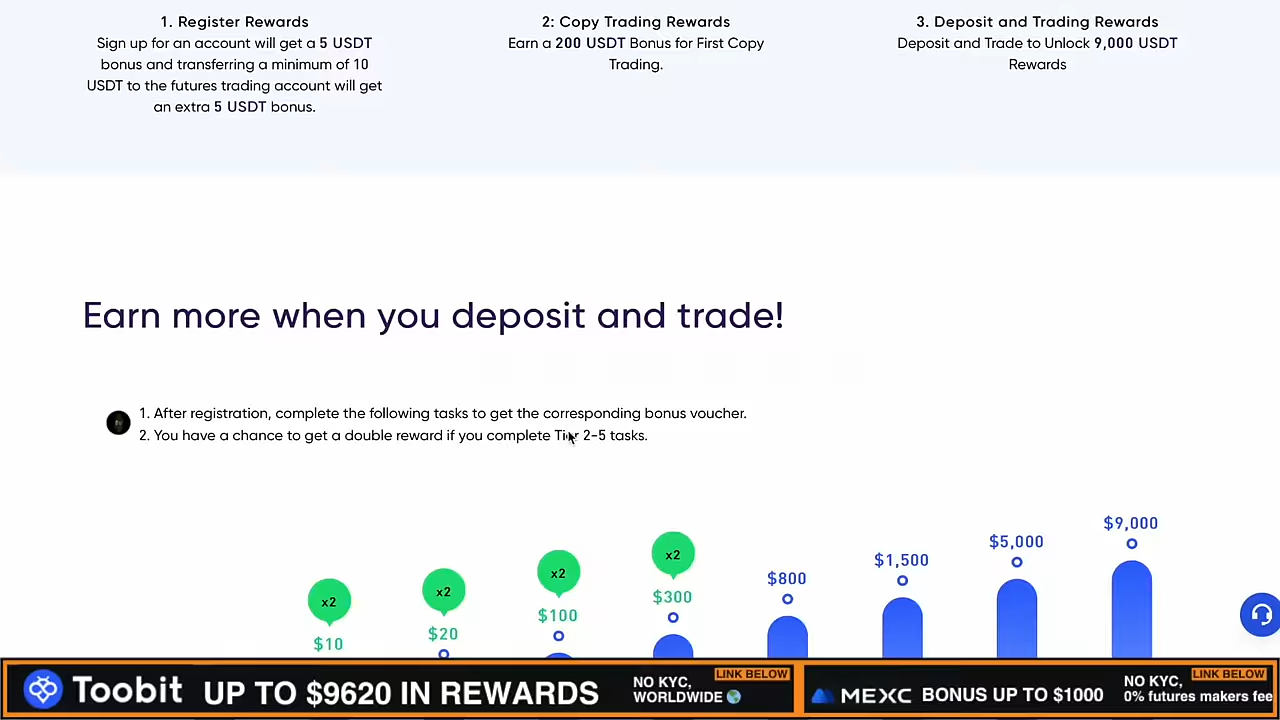 1. Register Rewards
Sign up for an account will get a 5 USDT
bonus and transferring a minimum of 10
USDT to the futures trading account will get
an extra 5 USDT bonus.
2: Copy Trading Rewards
Earn a 200 USDT Bonus for First Copy
Trading.
3. Deposit and Trading Rewards
Deposit and Trade to Unlock 9,000 USDT
Rewards
Earn more when you deposit and trade!
1. After registration, complete the following tasks to get the corresponding bonus voucher.
2. You have a chance to get a double reward if you complete Tier 2-5 tasks.
x2
$10
x2
$20
x2
$100
x2
$300
$800
$1,500
$5,000
$9,000
Toobit
UP TO $9620 IN REWARDS
NO KYC,
WORLDWIDE
LINK BELOW
MEXC
BONUS UP TO $1000
NO KYC,
0% futures makers fee
LINK BELOW